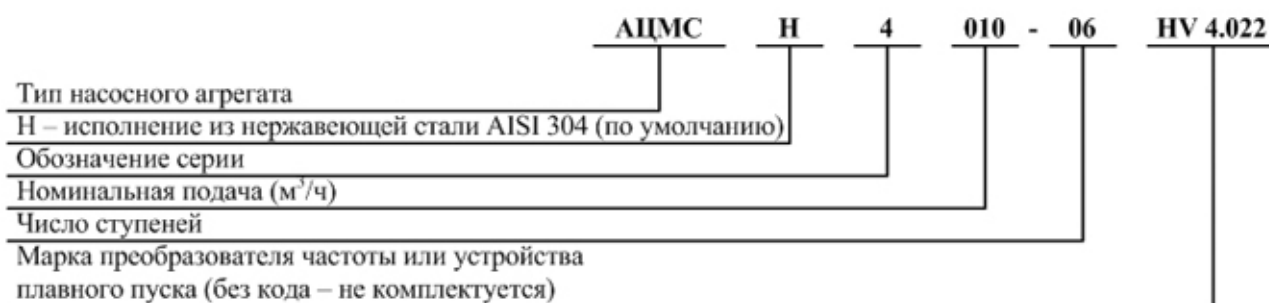 АЦМС Н 4 010 - 06 HV 4.022
Тип насосного агрегата
Н – исполнение из нержавеющей стали AISI 304 (по умолчанию)
Обозначение серии
Номинальная подача (м³/ч)
Число ступеней
Марка преобразователя частоты или устройства
плавного пуска (без кода – не комплектуется)